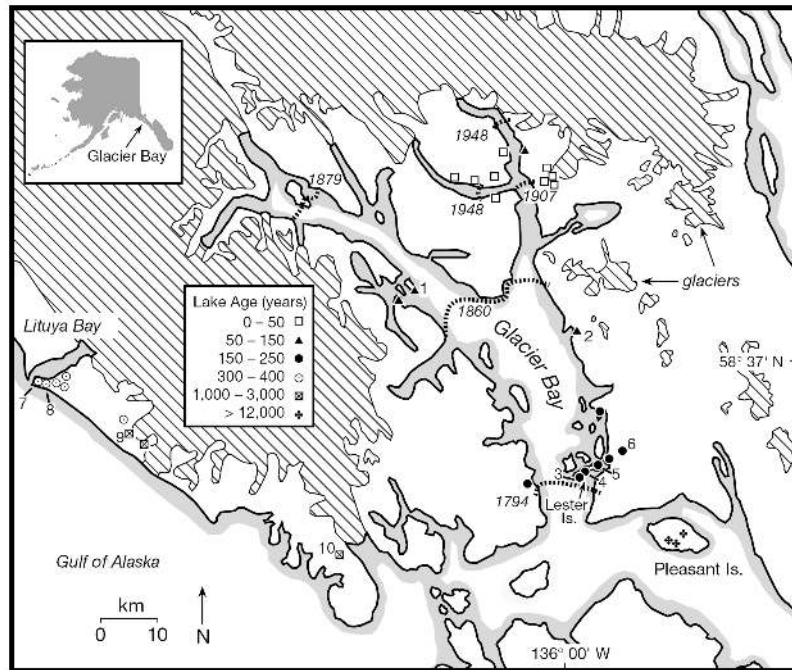 Glacier Bay
1948
1879
1948
1907
glaciers
1
Lake Age (years)
0 – 50
50 – 150
150 – 250
300 – 400
1,000 – 3,000
> 12,000
1860
Glacier Bay
2
Lituya Bay
58° 37' N
7
8
9
6
3
5
4
1794
Lester
Is.
10
Gulf of Alaska
Pleasant Is.
km
0
10
N
136° 00' W